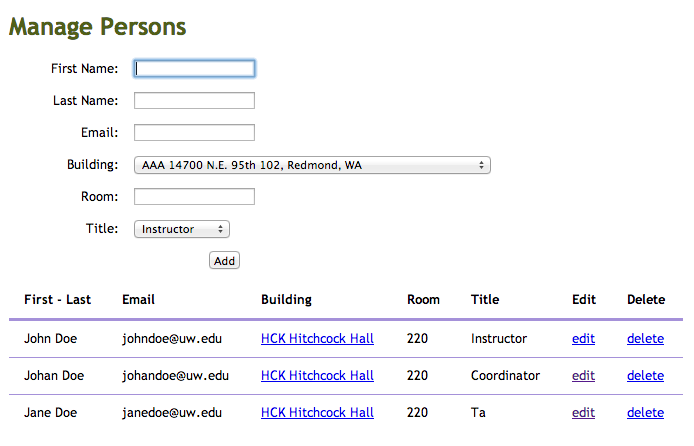 Manage Persons
First Name:
Last Name:
Email:
Building: AAA 14700 N.E. 95th 102, Redmond, WA
Room:
Title: Instructor
Add
First - Last Email Building Room Title Edit Delete
John Doe johndoe@uw.edu HCK Hitchcock Hall 220 Instructor edit delete
Johan Doe johandoe@uw.edu HCK Hitchcock Hall 220 Coordinator edit delete
Jane Doe janedoe@uw.edu HCK Hitchcock Hall 220 Ta edit delete